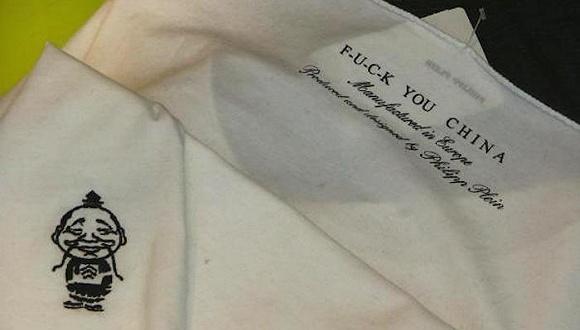 F-U-C-K YOU CHINA
Manufactured in Europe
Produced and designed by Philipp Plein